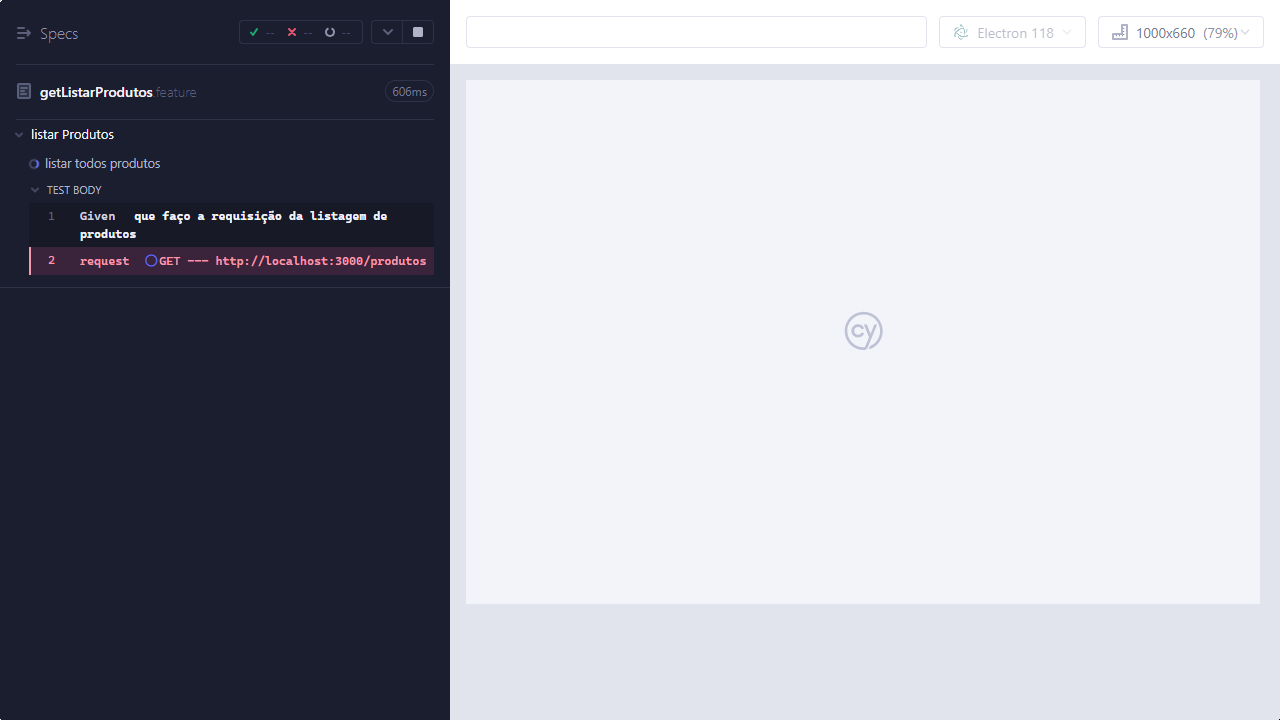 Specs
-- -- --
Electron 118
1000x660 (79%)
getListarProdutos.feature
606ms
listar Produtos
listar todos produtos
TEST BODY
1 Given que faço a requisição da listagem de
produtos
2 request GET --- http://localhost:3000/produtos
cy